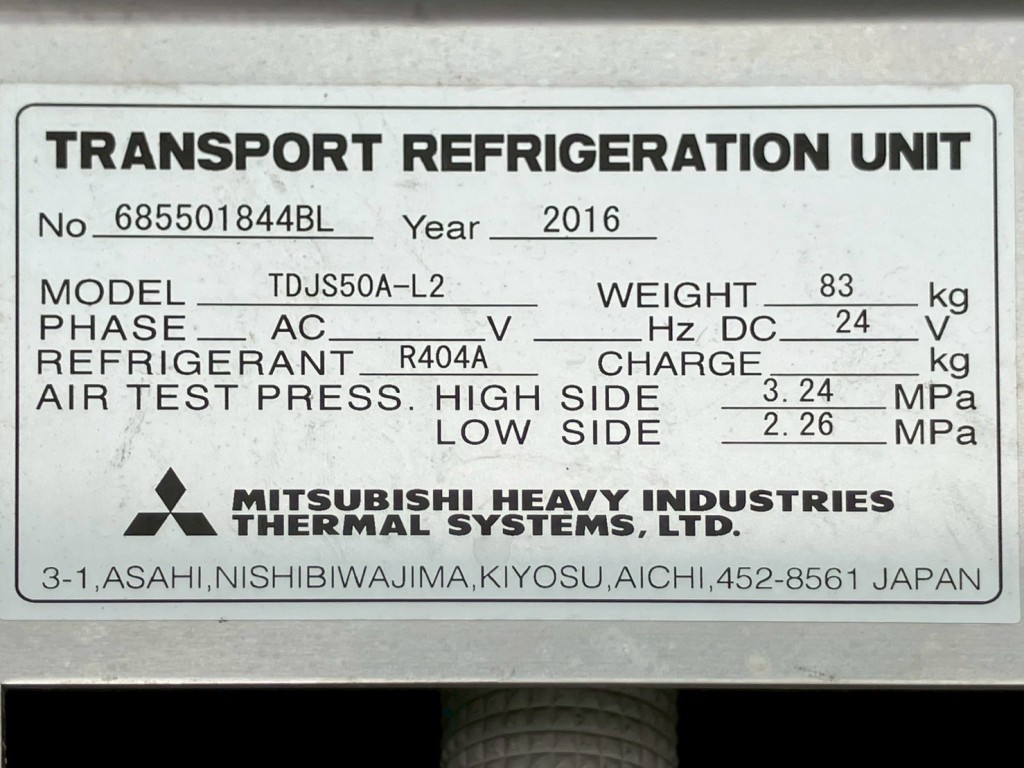 TRANSPORT REFRIGERATION UNIT
No 685501844BL Year 2016
MODEL TDJS50A-L2 WEIGHT 83 kg
PHASE AC V Hz DC 24 V
REFRIGERANT R404A CHARGE kg
AIR TEST PRESS. HIGH SIDE 3.24 MPa
LOW SIDE 2.26 MPa
MITSUBISHI HEAVY INDUSTRIES
THERMAL SYSTEMS, LTD.
3-1,ASAHI,NISHIBIWAJIMA,KIYOSU,AICHI,452-8561 JAPAN